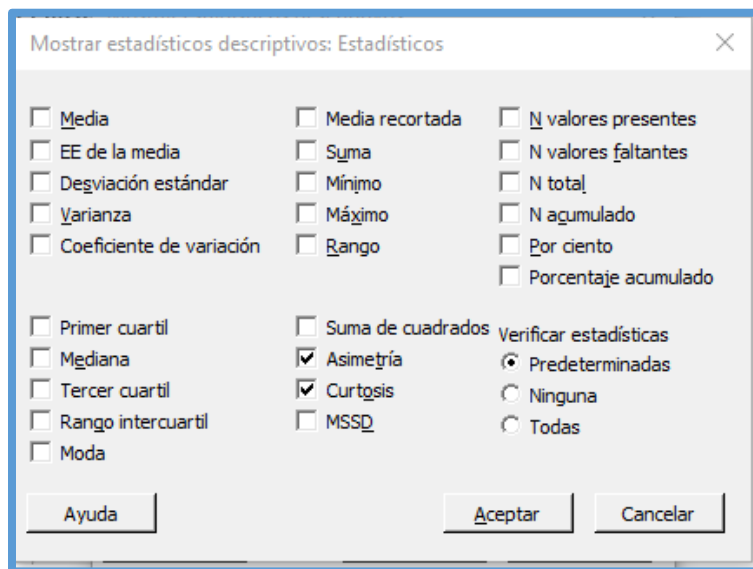 Mostrar estadísticos descriptivos: Estadísticos
Media
Media recortada
N valores presentes
EE de la media
Suma
N valores faltantes
Desviación estándar
Mínimo
N total
Varianza
Máximo
N acumulado
Coeficiente de variación
Rango
Por ciento
Porcentaje acumulado
Primer cuartil
Suma de cuadrados
Verificar estadísticas
Mediana
Asimetría
Predeterminadas
Tercer cuartil
Curtosis
Ninguna
Rango intercuartil
MSSD
Todas
Moda
Ayuda
Aceptar
Cancelar